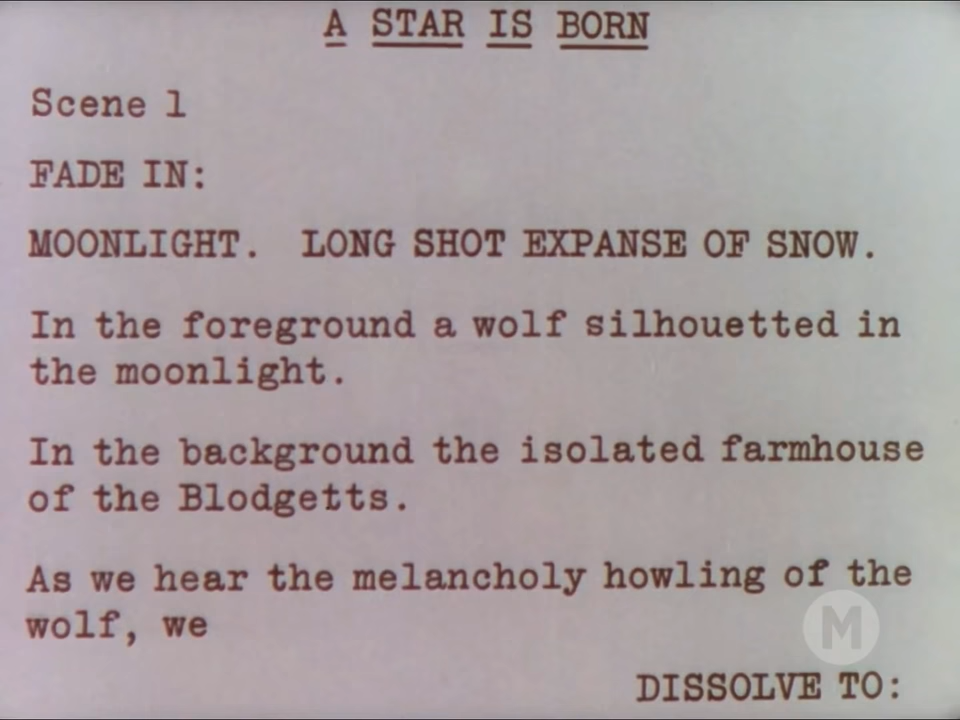 A STAR IS BORN
Scene 1
FADE IN:
MOONLIGHT.  LONG SHOT EXPANSE OF SNOW.
In the foreground a wolf silhouetted in
the moonlight.
In the background the isolated farmhouse
of the Blodgetts.
As we hear the melancholy howling of the
wolf, we
M
DISSOLVE TO: